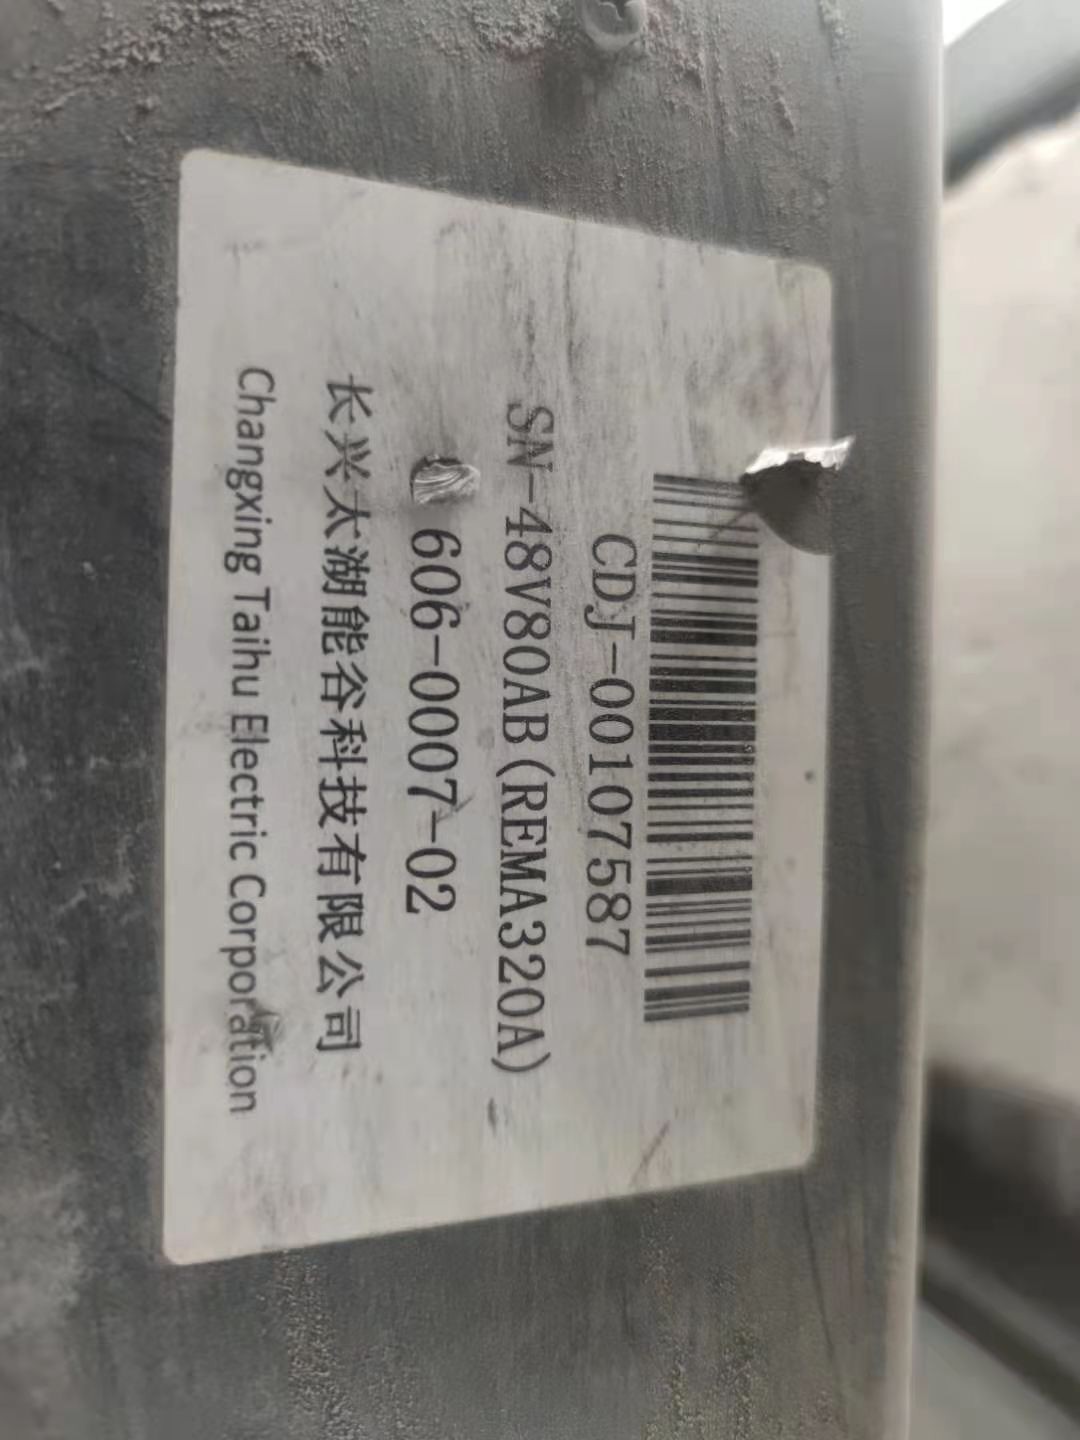 CDJ-00107587
SN-48V80AB(REMA320A)
606-0007-02
长兴太湖能谷科技有限公司
Changxing Taihu Electric Corporation